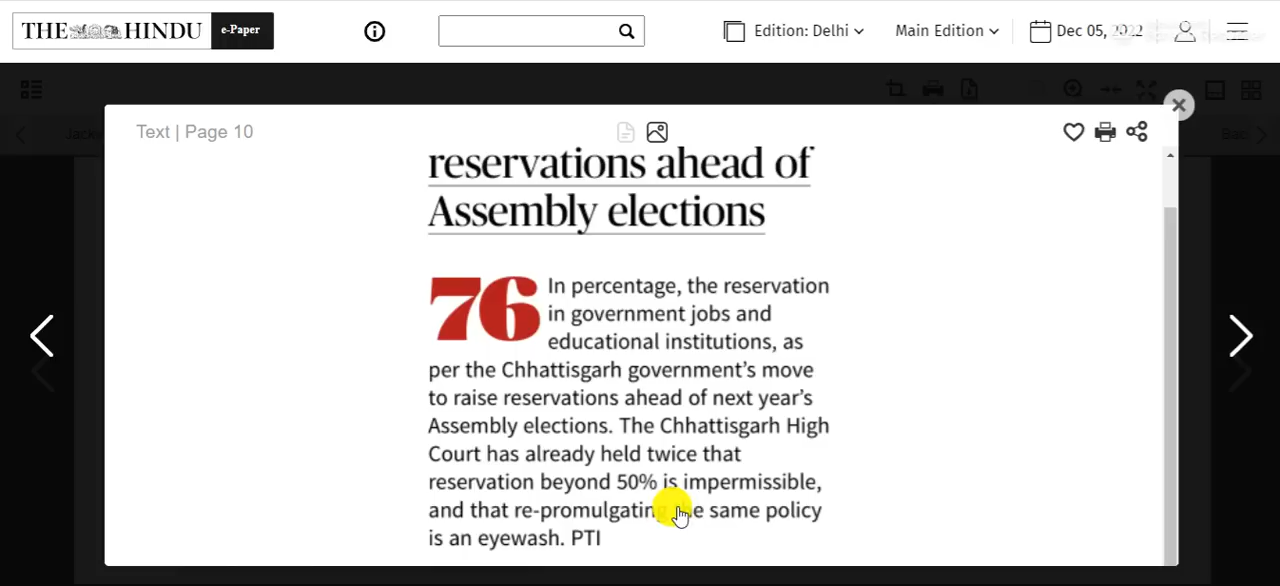 THE HINDU e-Paper
Edition: Delhi
Main Edition
Dec 05, 2022
Text | Page 10
reservations ahead of
Assembly elections
76 In percentage, the reservation
in government jobs and
educational institutions, as
per the Chhattisgarh government's move
to raise reservations ahead of next year's
Assembly elections. The Chhattisgarh High
Court has already held twice that
reservation beyond 50% is impermissible,
and that re-promulgating the same policy
is an eyewash. PTI